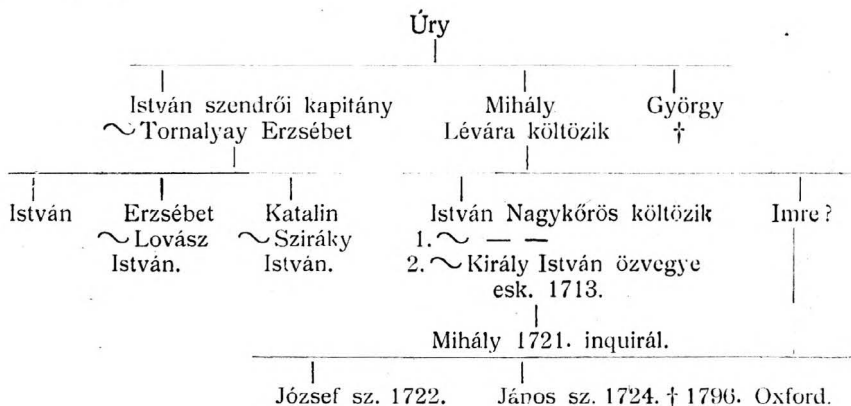 Úry
István szendrői kapitány Mihály György
~Tornalyay Erzsébet Lévára költözik †
István Erzsébet Katalin István Nagykőrös költözik Imre?
~Lovász ~Sziráky 1.~ — —
István. István. 2.~Király István özvegye
esk. 1713.
Mihály 1721. inquirál.
József sz. 1722. János sz. 1724. † 1796. Oxford.